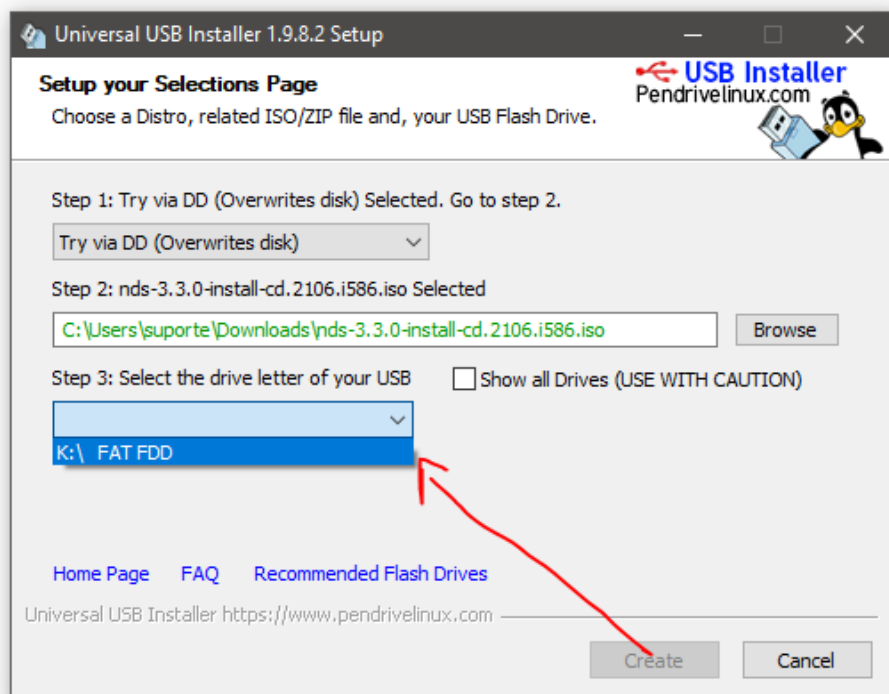 Universal USB Installer 1.9.8.2 Setup
Setup your Selections Page
Choose a Distro, related ISO/ZIP file and, your USB Flash Drive.
USB Installer
Pendrivelinux.com
Step 1: Try via DD (Overwrites disk) Selected. Go to step 2.
Try via DD (Overwrites disk)
Step 2: nds-3.3.0-install-cd.2106.i586.iso Selected
C:\Users\suporte\Downloads\nds-3.3.0-install-cd.2106.i586.iso
Browse
Step 3: Select the drive letter of your USB
Show all Drives (USE WITH CAUTION)
K:\ FAT FDD
Home Page FAQ Recommended Flash Drives
Universal USB Installer https://www.pendrivelinux.com
Create Cancel